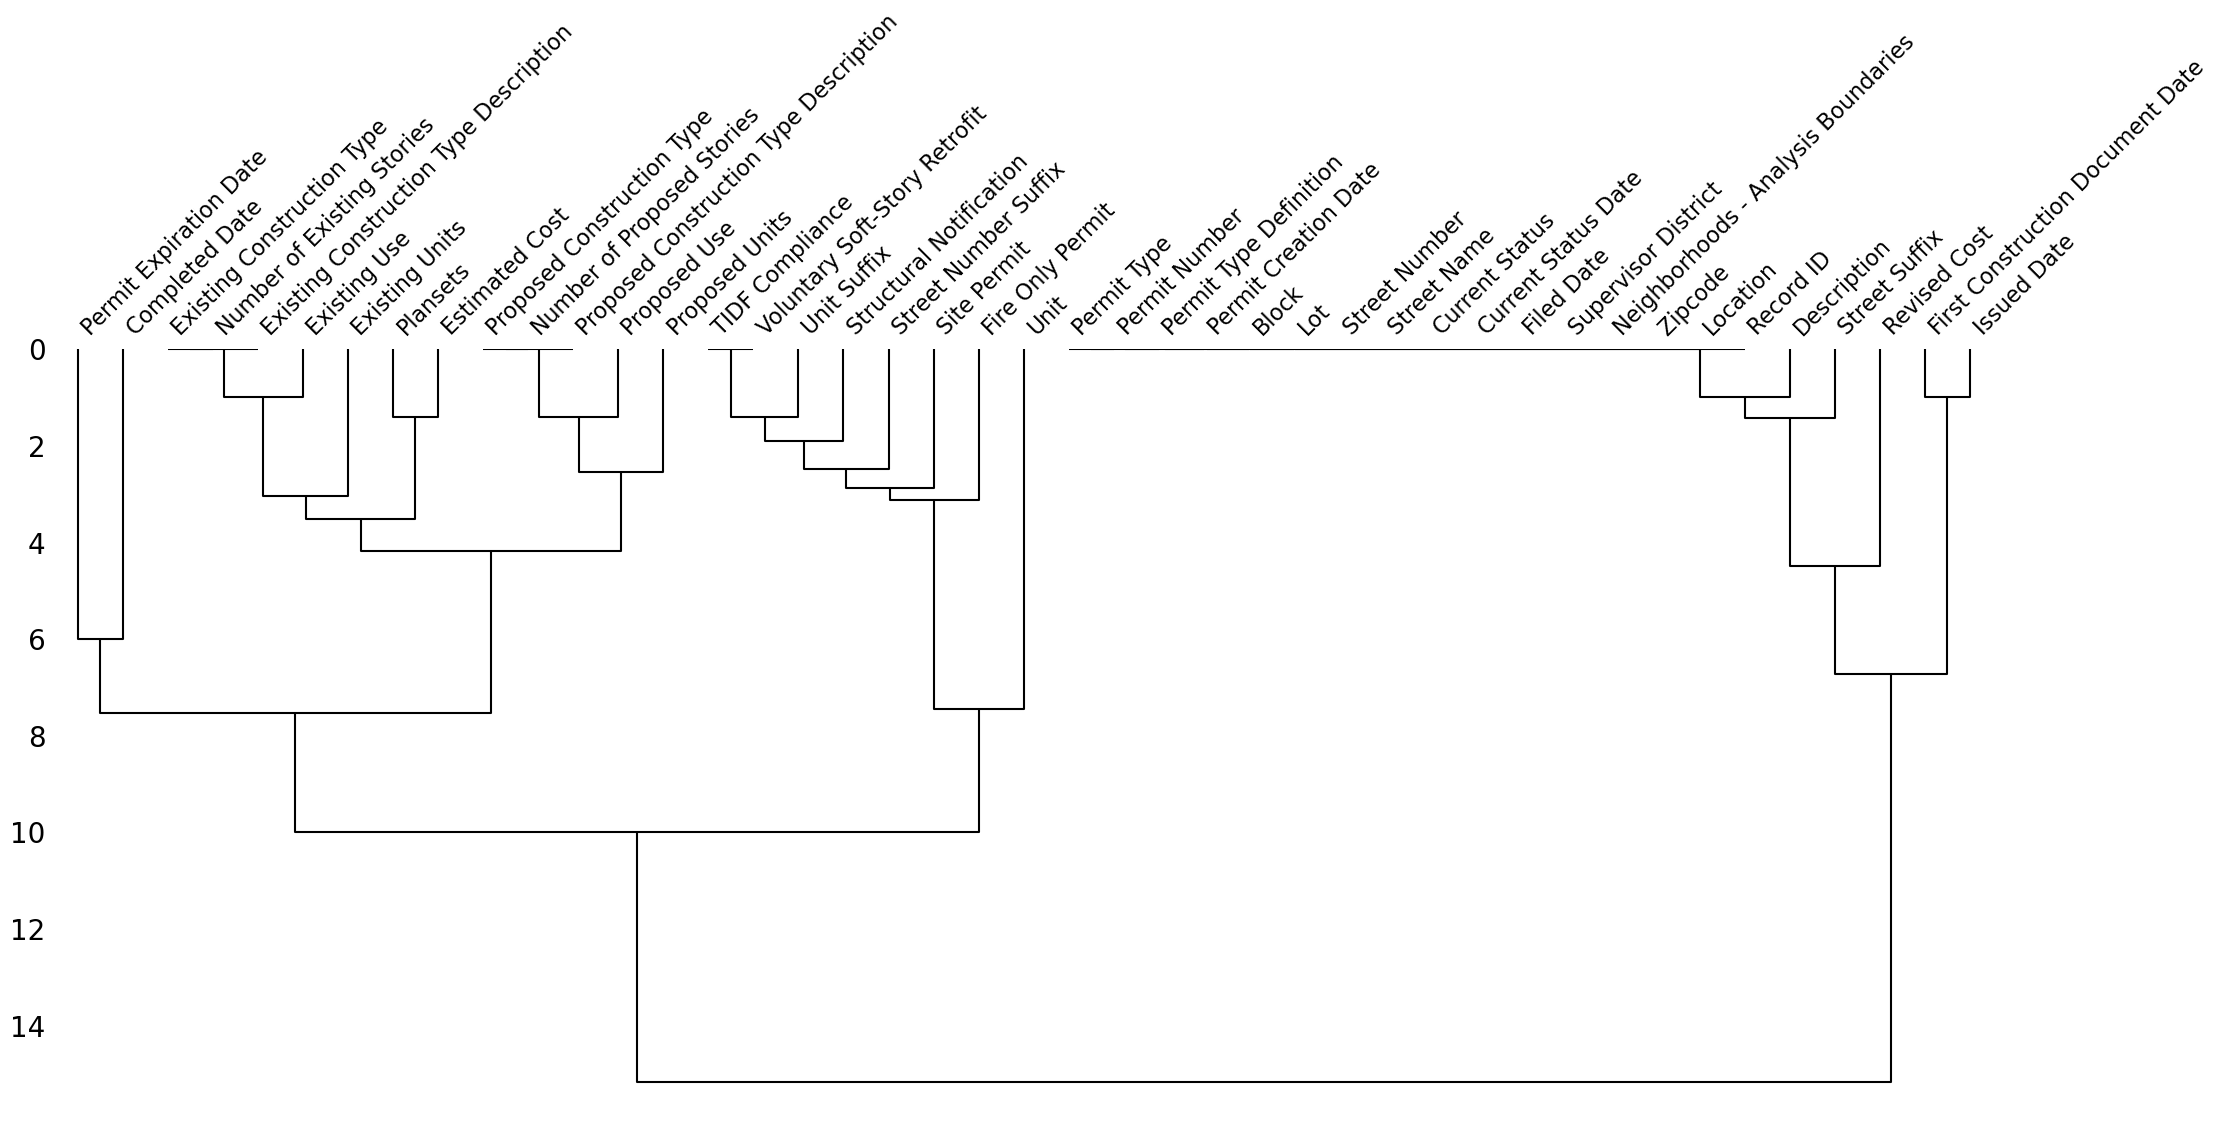 Permit Expiration Date
Completed Date
Existing Construction Type
Number of Existing Stories
Existing Construction Type Description
Existing Use
Existing Units
Plansets
Estimated Cost
Proposed Construction Type
Number of Proposed Stories
Proposed Construction Type Description
Proposed Use
Proposed Units
TIDF Compliance
Voluntary Soft-Story Retrofit
Unit Suffix
Structural Notification
Street Number Suffix
Site Permit
Fire Only Permit
Unit
Permit Type
Permit Number
Permit Type Definition
Permit Creation Date
Block
Lot
Street Number
Street Name
Current Status
Current Status Date
Filed Date
Supervisor District
Neighborhoods - Analysis Boundaries
Zipcode
Location
Record ID
Description
Street Suffix
Revised Cost
First Construction Document Date
Issued Date
0
2
4
6
8
10
12
14